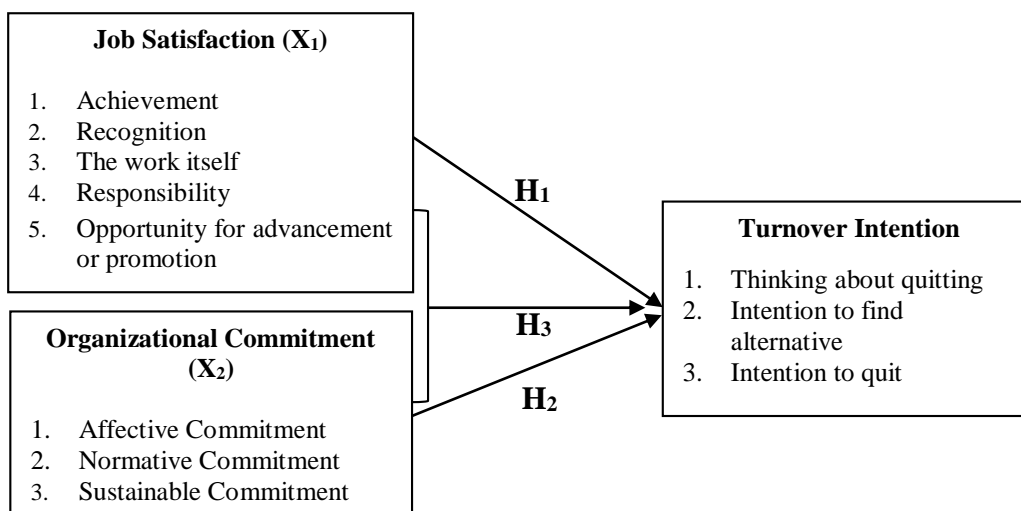 Job Satisfaction (X₁)
1. Achievement
2. Recognition
3. The work itself
4. Responsibility
5. Opportunity for advancement
or promotion
H₁
Turnover Intention
1. Thinking about quitting
2. Intention to find
alternative
3. Intention to quit
H₃
Organizational Commitment
(X₂)
1. Affective Commitment
2. Normative Commitment
3. Sustainable Commitment
H₂